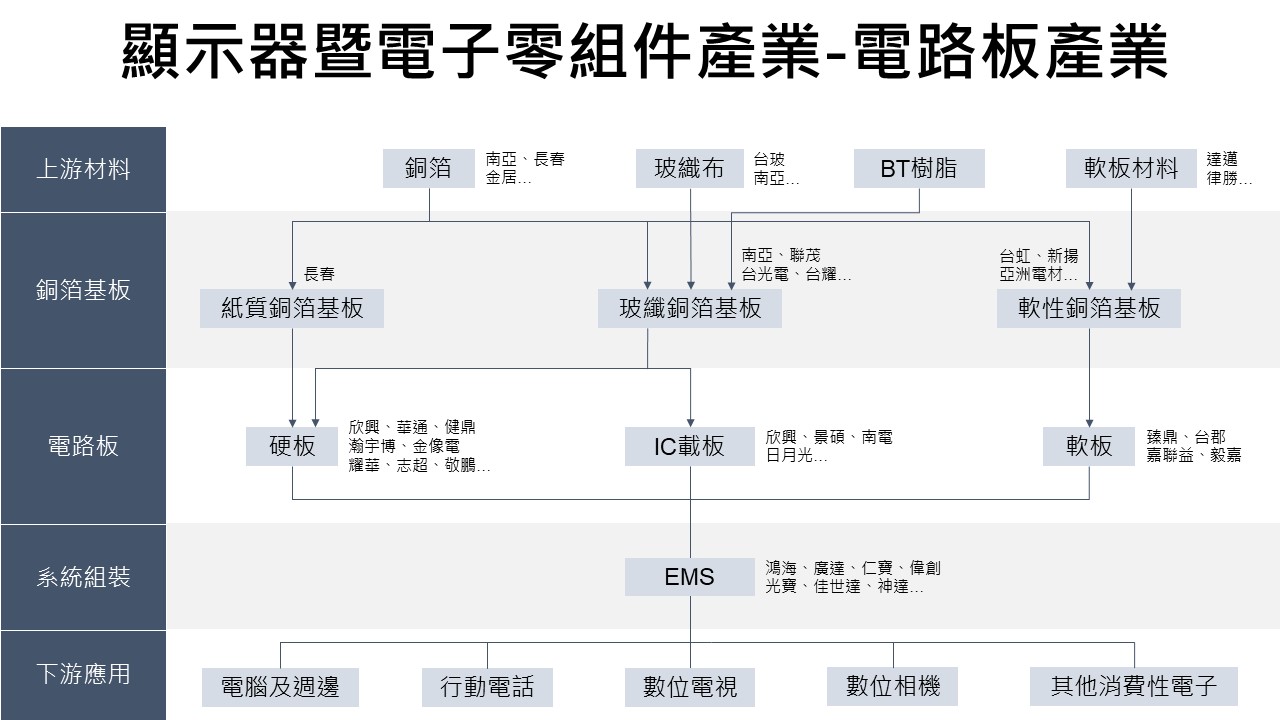 顯示器暨電子零組件產業-電路板產業
上游材料
銅箔
南亞、長春
金居...
玻織布
台玻
南亞...
BT樹脂
軟板材料
達邁
律勝...
銅箔基板
長春
紙質銅箔基板
南亞、聯茂
台光電、台耀...
玻纖銅箔基板
台虹、新揚
亞洲電材...
軟性銅箔基板
電路板
硬板
欣興、華通、健鼎
瀚宇博、金像電
耀華、志超、敬鵬...
IC載板
欣興、景碩、南電
日月光...
軟板
臻鼎、台郡
嘉聯益、毅嘉
系統組裝
EMS
鴻海、廣達、仁寶、偉創
光寶、佳世達、神達...
下游應用
電腦及週邊
行動電話
數位電視
數位相機
其他消費性電子